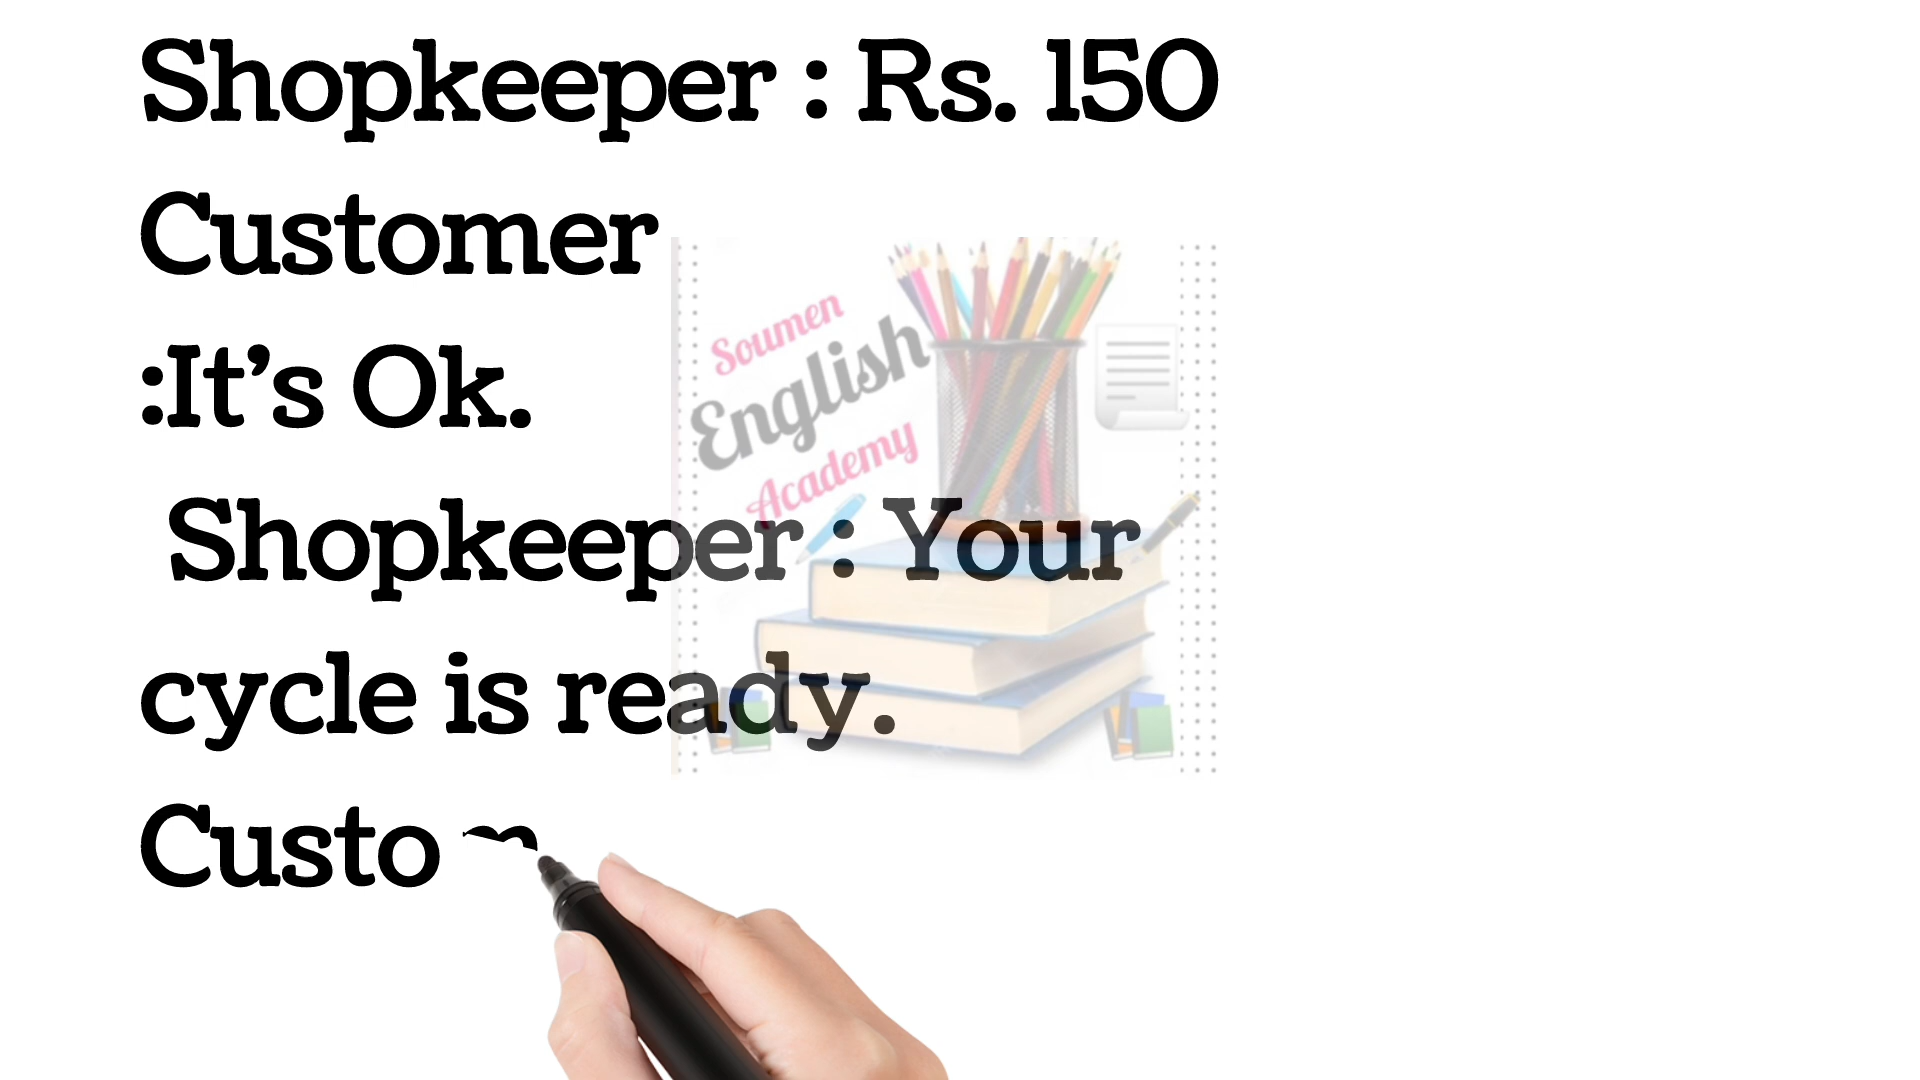 Shopkeeper : Rs. 150
Customer
:It’s Ok.
Shopkeeper : Your
cycle is ready.
Custo
Soumen
English
Academy